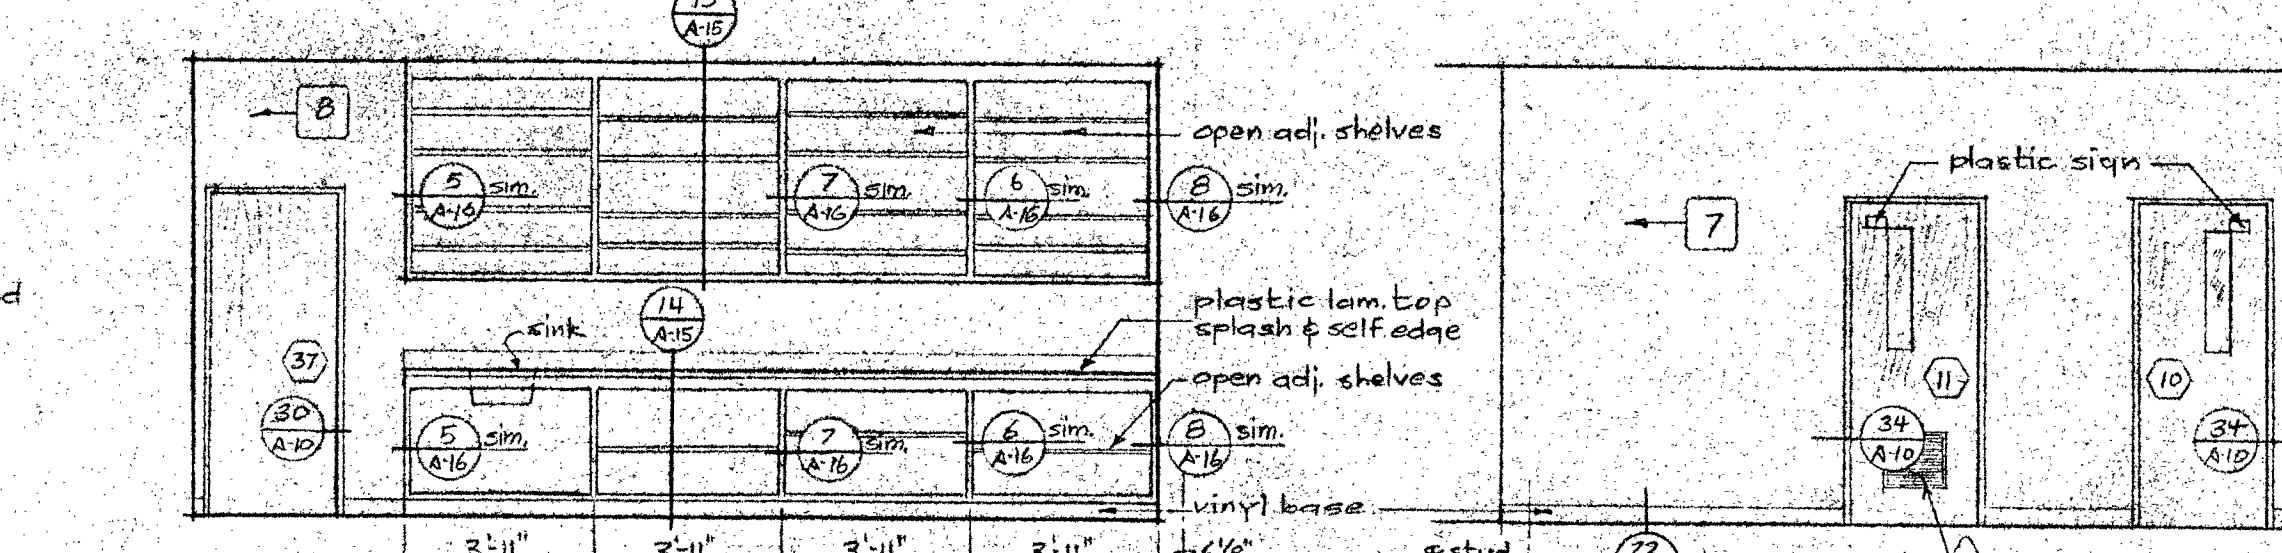 A-15
8
open adj. shelves
plastic sign
5
A-16
sim.
7
A-16
sim.
6
A-16
sim.
8
A-16
sim.
7
d
14
A-15
sink
plastic lam. top
splash & self edge
open adj. shelves
37
30
A-10
5
A-16
sim.
7
A-16
sim.
6
A-16
sim.
8
A-16
sim.
11
10
34
A-10
34
A-10
vinyl base
3'-11"
3'-11"
3'-11"
3'-11"
& stud